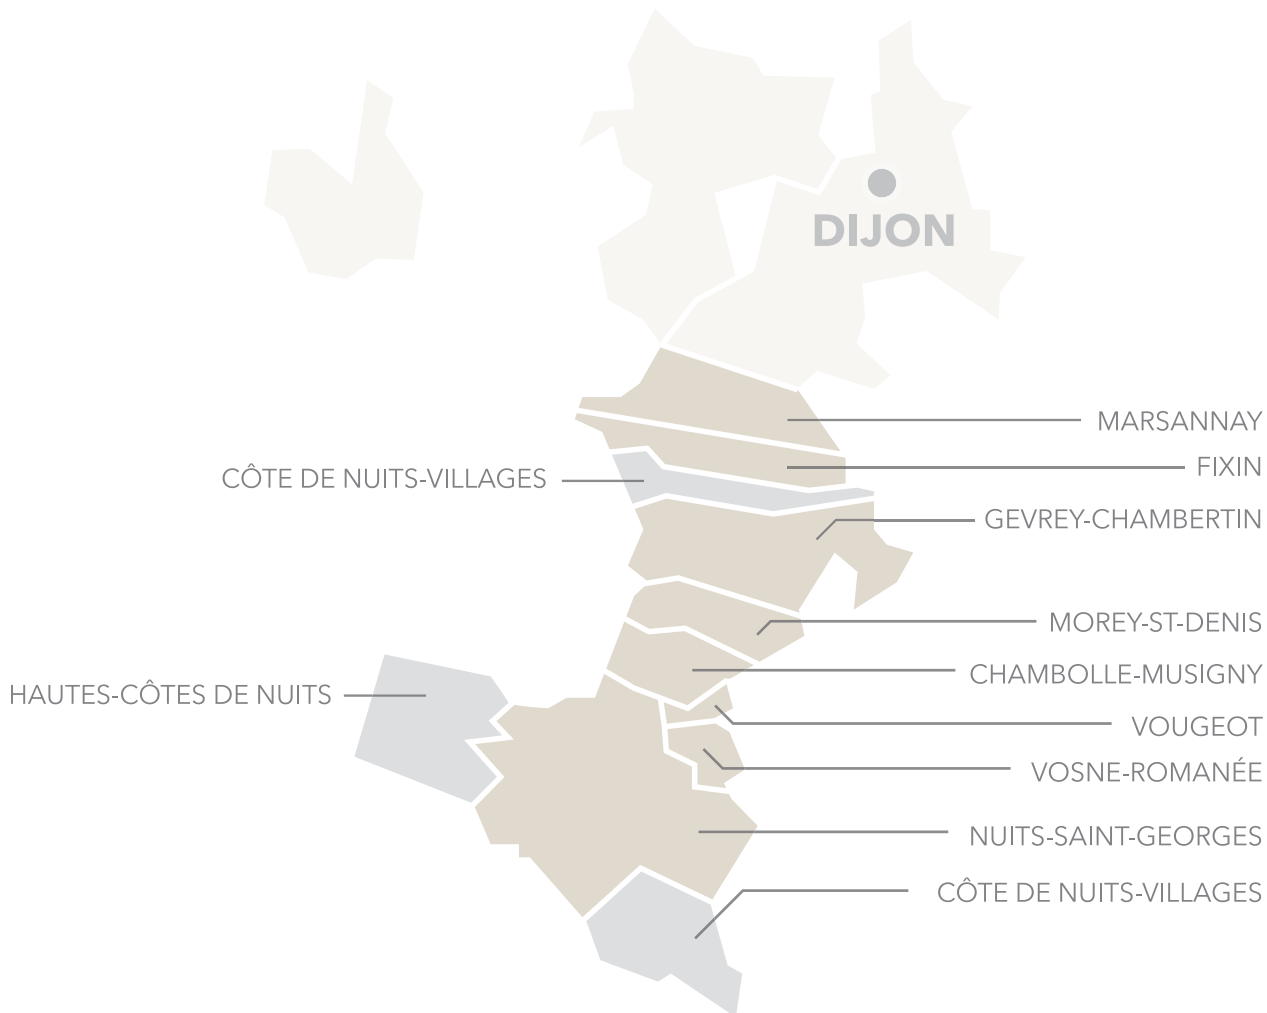 DIJON
MARSANNAY
FIXIN
CÔTE DE NUITS-VILLAGES
GEVREY-CHAMBERTIN
MOREY-ST-DENIS
CHAMBOLLE-MUSIGNY
HAUTES-CÔTES DE NUITS
VOUGEOT
VOSNE-ROMANÉE
NUITS-SAINT-GEORGES
CÔTE DE NUITS-VILLAGES